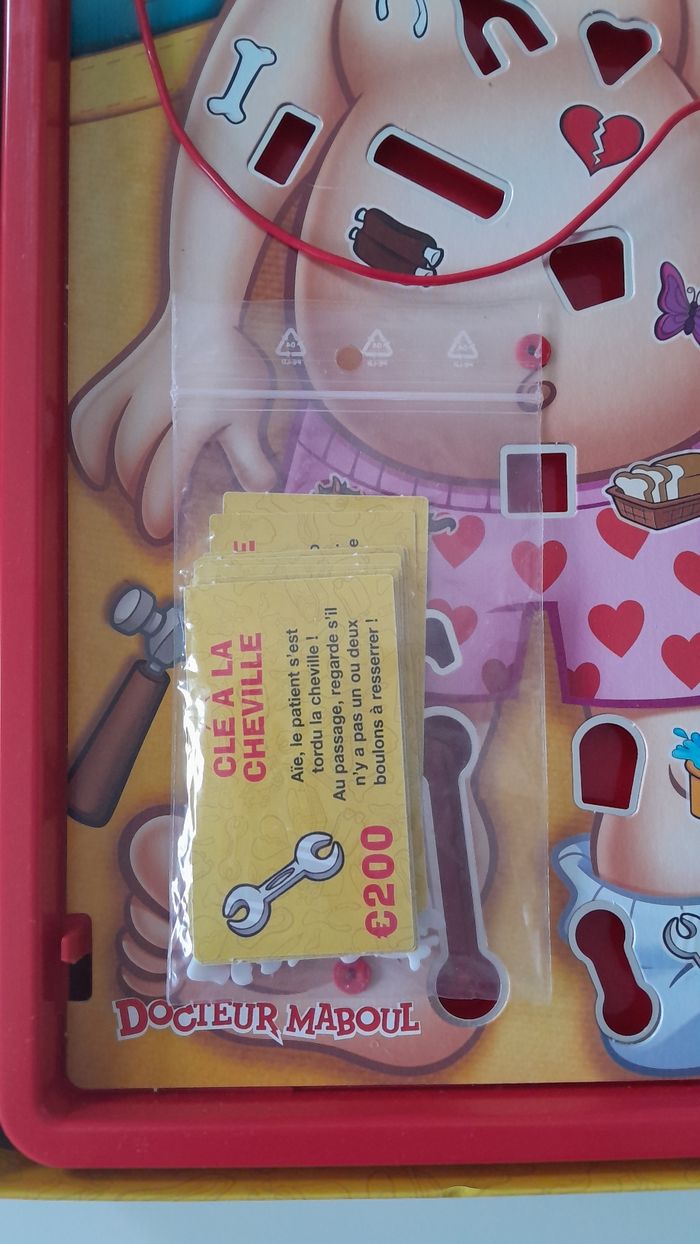 CLÉ A LA
CHEVILLE
Aïe, le patient s'est
tordu la cheville !
Au passage, regarde s'il
n'y a pas un ou deux
boulons à resserrer !
€200
DOCTEUR MABOUL